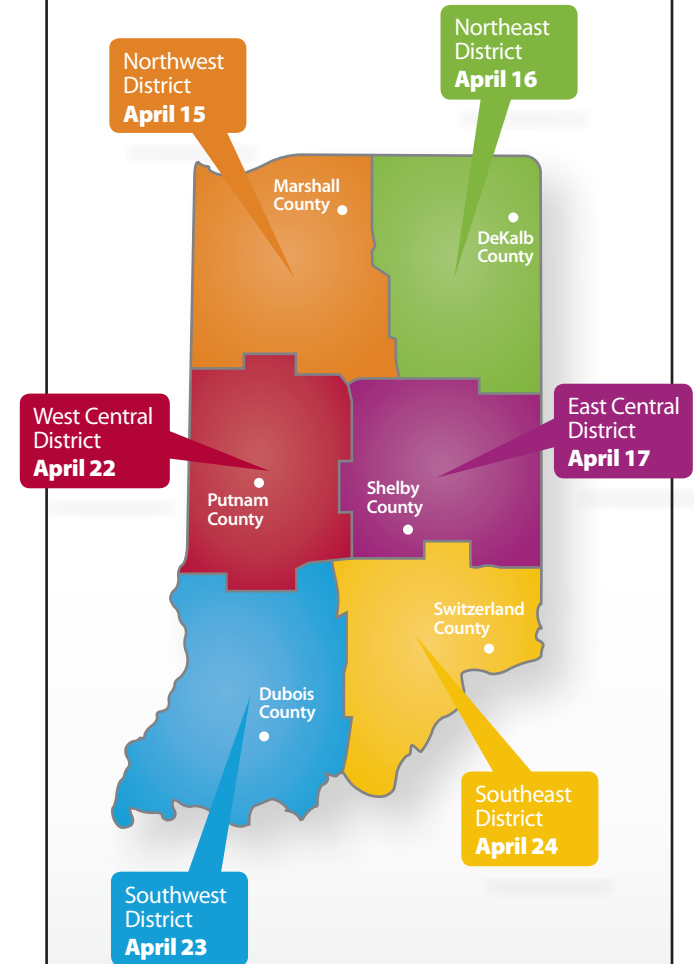 Northeast
District
April 16
Northwest
District
April 15
Marshall
County
DeKalb
County
West Central
District
April 22
East Central
District
April 17
Putnam
County
Shelby
County
Switzerland
County
Dubois
County
Southeast
District
April 24
Southwest
District
April 23